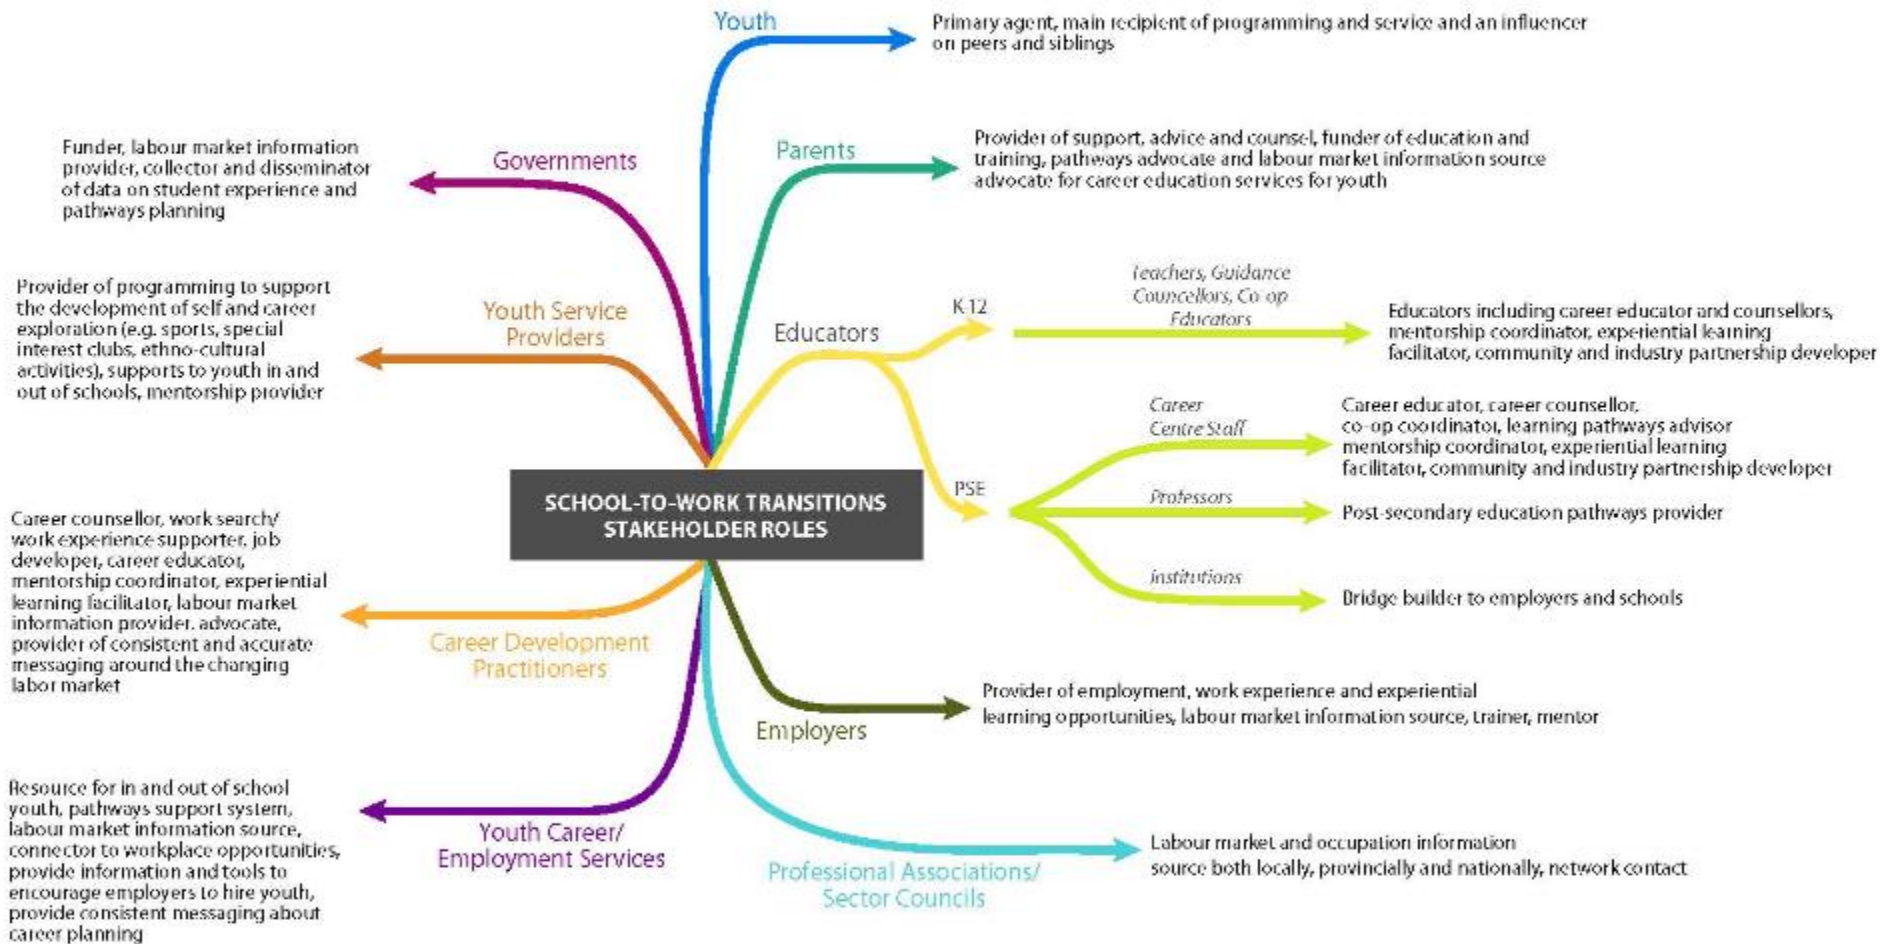 Youth
Primary agent, main recipient of programming and service and an influencer
on peers and siblings
Governments
Funder, labour market information
provider, collector and disseminator
of data on student experience and
pathways planning
Parents
Provider of support, advice and counsel, funder of education and
training, pathways advocate and labour market information source
advocate for career education services for youth
Youth Service
Providers
Provider of programming to support
the development of self and career
exploration (e.g. sports, special
interest clubs, ethno-cultural
activities), supports to youth in and
out of schools, mentorship provider
Educators
K-12
Teachers, Guidance
Councellors, Co-op
Educators
Educators including career educator and counsellors,
mentorship coordinator, experiential learning
facilitator, community and industry partnership developer
PSE
Career
Centre Staff
Career educator, career counsellor,
co-op coordinator, learning pathways advisor
mentorship coordinator, experiential learning
facilitator, community and industry partnership developer
Professors
Post-secondary education pathways provider
Institutions
Bridge builder to employers and schools
SCHOOL-TO-WORK TRANSITIONS
STAKEHOLDER ROLES
Career Development
Practitioners
Career counsellor, work search/
work experience supporter, job
developer, career educator,
mentorship coordinator, experiential
learning facilitator, labour market
information provider, advocate,
provider of consistent and accurate
messaging around the changing
labor market
Employers
Provider of employment, work experience and experiential
learning opportunities, labour market information source, trainer, mentor
Youth Career/
Employment Services
Resource for in and out of school
youth, pathways support system,
labour market information source,
connector to workplace opportunities,
provide information and tools to
encourage employers to hire youth,
provide consistent messaging about
career planning
Professional Associations/
Sector Councils
Labour market and occupation information
source both locally, provincially and nationally, network contact